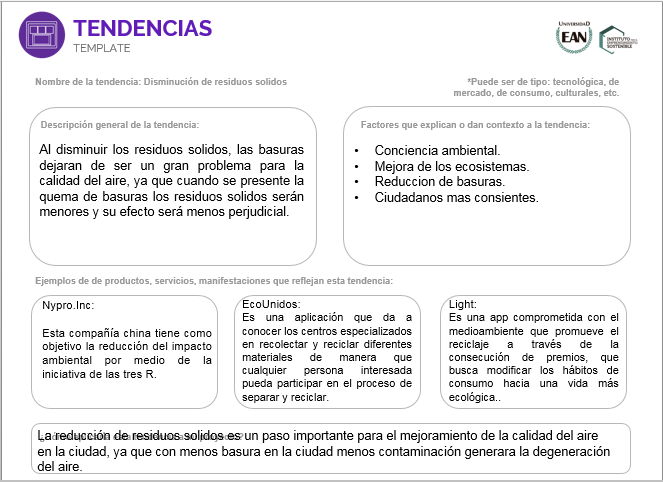 TENDENCIAS
TEMPLATE
UNIVERSIDAD
EAN
INSTITUTO
EMPRENDIMIENTO
SOSTENIBLE
Nombre de la tendencia: Disminución de residuos solidos
*Puede ser de tipo: tecnológica, de
mercado, de consumo, culturales, etc.
Descripción general de la tendencia:
Al disminuir los residuos solidos, las basuras
dejaran de ser un gran problema para la
calidad del aire, ya que cuando se presente la
quema de basuras los residuos solidos serán
menores y su efecto será menos perjudicial.
Factores que explican o dan contexto a la tendencia:
• Conciencia ambiental.
• Mejora de los ecosistemas.
• Reduccion de basuras.
• Ciudadanos mas consientes.
Ejemplos de de productos, servicios, manifestaciones que reflejan esta tendencia:
Nypro.Inc:
Esta compañía china tiene como
objetivo la reducción del impacto
ambiental por medio de la
iniciativa de las tres R.
EcoUnidos:
Es una aplicación que da a
conocer los centros especializados
en recolectar y reciclar diferentes
materiales de manera que
cualquier persona interesada
pueda participar en el proceso de
separar y reciclar.
Light:
Es una app comprometida con el
medioambiente que promueve el
reciclaje a través de la
consecución de premios, que
busca modificar los hábitos de
consumo hacia una vida más
ecológica..
La reducción de residuos solidos es un paso importante para el mejoramiento de la calidad del aire
en la ciudad, ya que con menos basura en la ciudad menos contaminación generara la degeneración
del aire.